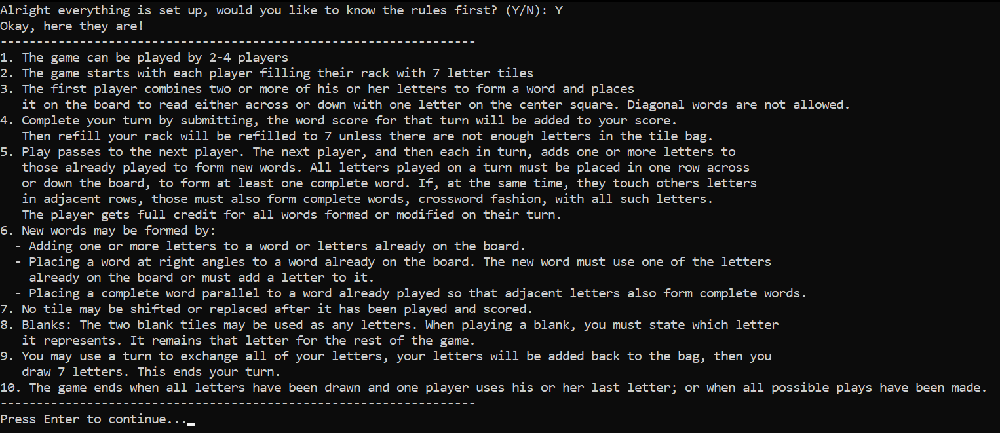 Alright everything is set up, would you like to know the rules first? (Y/N): Y
Okay, here they are!
------------------------------------------------------------------
1. The game can be played by 2-4 players
2. The game starts with each player filling their rack with 7 letter tiles
3. The first player combines two or more of his or her letters to form a word and places
   it on the board to read either across or down with one letter on the center square. Diagonal words are not allowed.
4. Complete your turn by submitting, the word score for that turn will be added to your score.
   Then refill your rack will be refilled to 7 unless there are not enough letters in the tile bag.
5. Play passes to the next player. The next player, and then each in turn, adds one or more letters to
   those already played to form new words. All letters played on a turn must be placed in one row across
   or down the board, to form at least one complete word. If, at the same time, they touch others letters
   in adjacent rows, those must also form complete words, crossword fashion, with all such letters.
   The player gets full credit for all words formed or modified on their turn.
6. New words may be formed by:
  - Adding one or more letters to a word or letters already on the board.
  - Placing a word at right angles to a word already on the board. The new word must use one of the letters
    already on the board or must add a letter to it.
  - Placing a complete word parallel to a word already played so that adjacent letters also form complete words.
7. No tile may be shifted or replaced after it has been played and scored.
8. Blanks: The two blank tiles may be used as any letters. When playing a blank, you must state which letter
   it represents. It remains that letter for the rest of the game.
9. You may use a turn to exchange all of your letters, your letters will be added back to the bag, then you
   draw 7 letters. This ends your turn.
10. The game ends when all letters have been drawn and one player uses his or her last letter; or when all possible plays have been made.
------------------------------------------------------------------
Press Enter to continue...